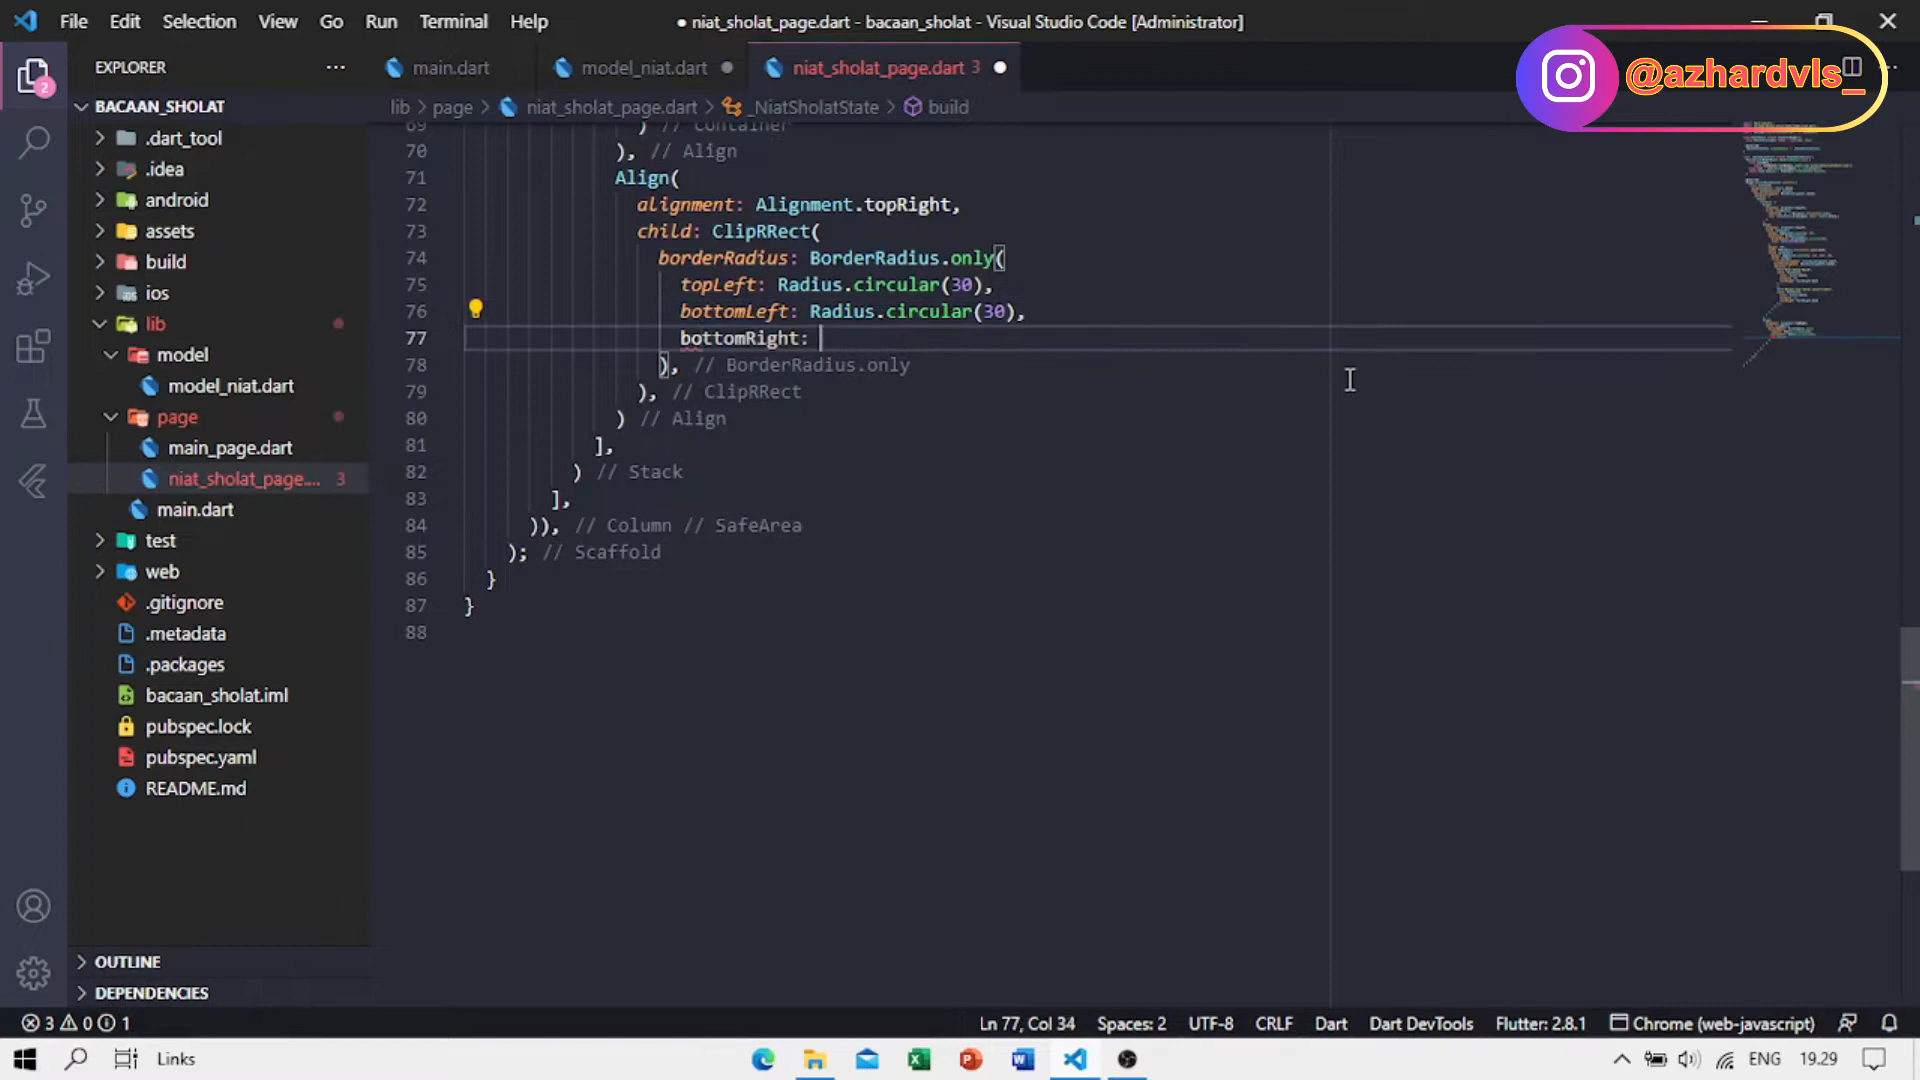 File Edit Selection View Go Run Terminal Help
● niat_sholat_page.dart - bacaan_sholat - Visual Studio Code [Administrator]
@azhardvls_
EXPLORER ···
main.dart
model_niat.dart
niat_sholat_page.dart 3
lib > page > niat_sholat_page.dart > _NiatSholatState > build
BACAAN_SHOLAT
.dart_tool
.idea
android
assets
build
ios
lib
model
model_niat.dart
page
main_page.dart
niat_sholat_page.... 3
main.dart
test
web
.gitignore
.metadata
.packages
bacaan_sholat.iml
pubspec.lock
pubspec.yaml
README.md
OUTLINE
DEPENDENCIES
2
69 ) // Container
70 ), // Align
71 Align(
72 alignment: Alignment.topRight,
73 child: ClipRRect(
74 borderRadius: BorderRadius.only(
75 topLeft: Radius.circular(30),
76 bottomLeft: Radius.circular(30),
77 bottomRight:
78 ), // BorderRadius.only
79 ), // ClipRRect
80 ) // Align
81 ],
82 ) // Stack
83 ],
84 )), // Column // SafeArea
85 ); // Scaffold
86 }
87 }
88
3 0 1
Ln 77, Col 34 Spaces: 2 UTF-8 CRLF Dart Dart DevTools Flutter: 2.8.1 Chrome (web-javascript)
Links
ENG 19.29